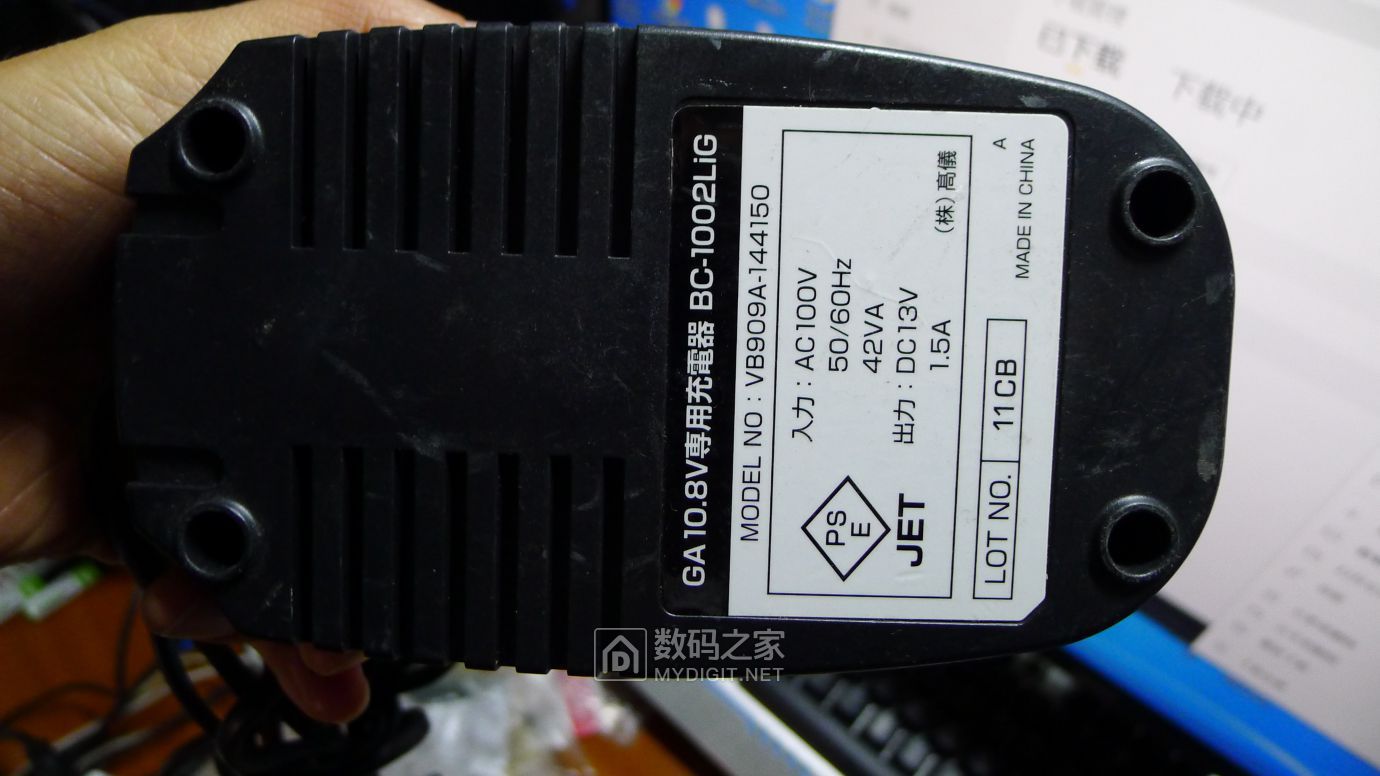 GA10.8V専用充電器 BC-1002LiG
MODEL NO：VB909A-144150
入力：AC100V
50/60Hz
42VA
出力：DC13V
1.5A
PS
E
JET
(株)髙儀
LOT NO. 11CB
A
MADE IN CHINA
已下载 下载中
数码之家
MYDIGIT.NET